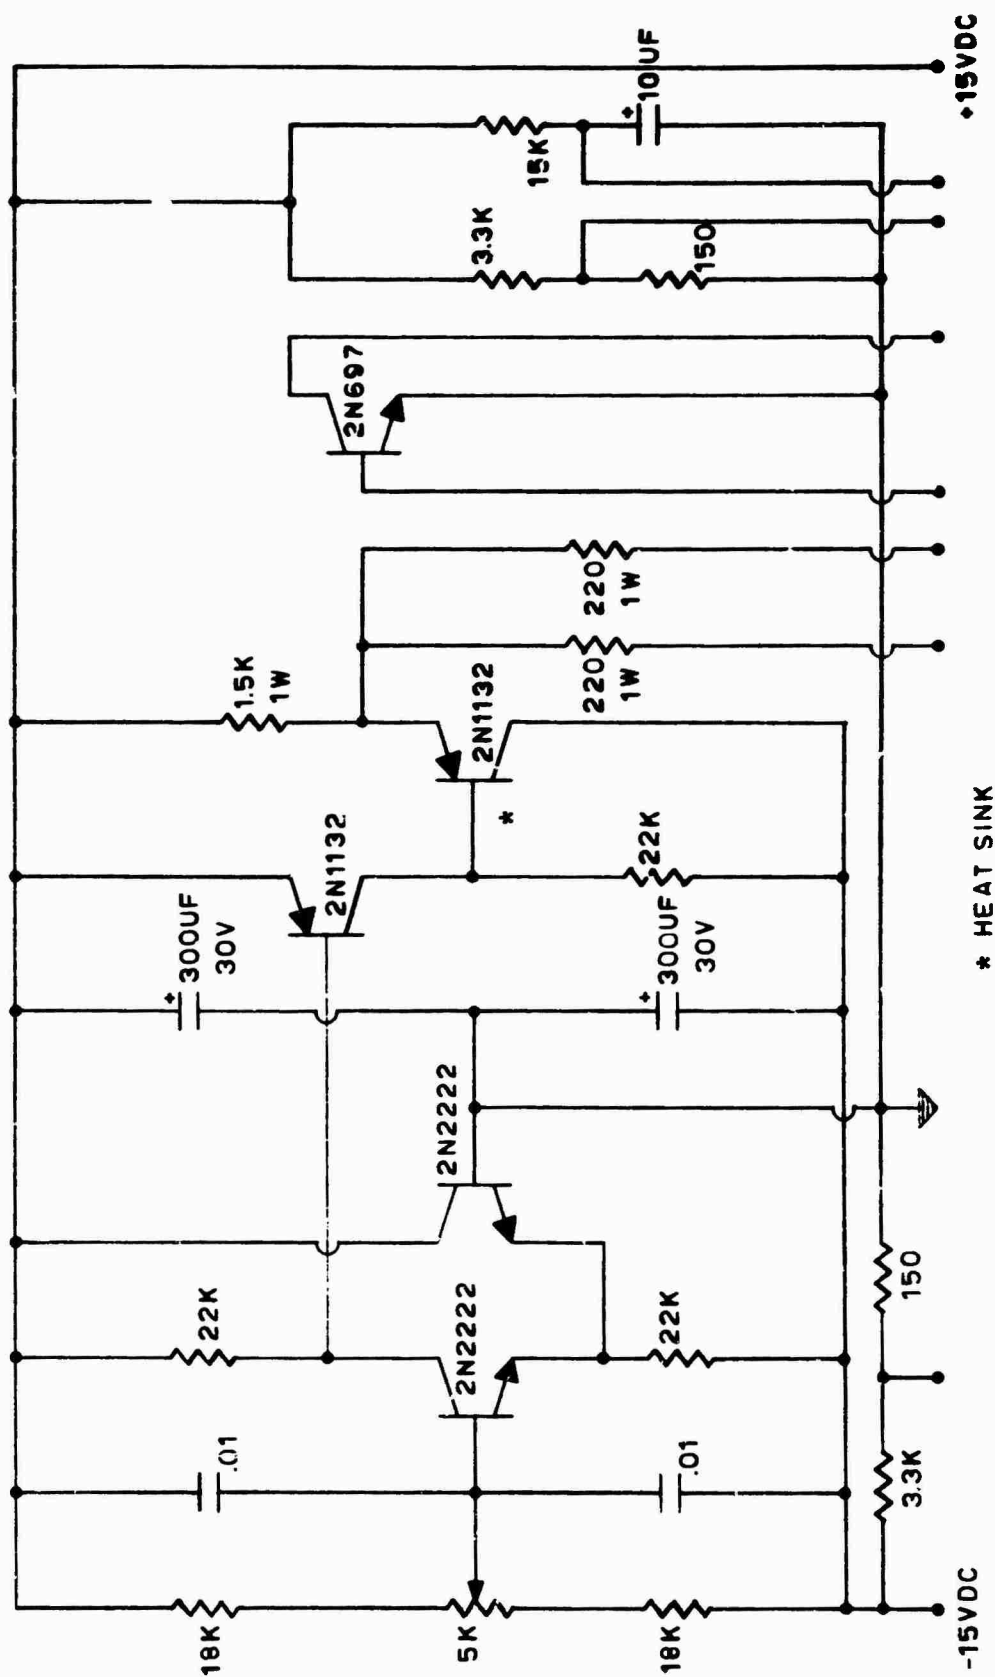 18K
5K
18K
.01
.01
22K
2N2222
22K
2N2222
300UF
30V
300UF
30V
2N1132
22K
*
2N1132
1.5K
1W
220
1W
220
1W
2N697
3.3K
150
15K
+
10UF
+
+
3.3K
150
-15VDC
+15VDC
* HEAT SINK